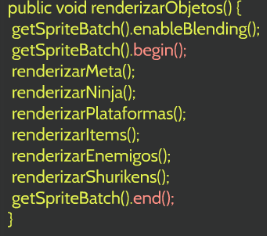 public void renderizarObjetos() {
getSpriteBatch().enableBlending();
getSpriteBatch().begin();
renderizarMeta();
renderizarNinja();
renderizarPlataformas();
renderizarItems();
renderizarEnemigos();
renderizarShurikens();
getSpriteBatch().end();
}